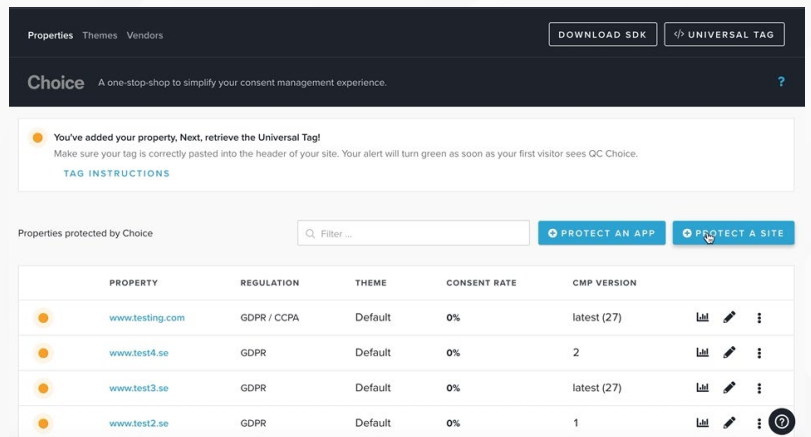 Properties Themes Vendors DOWNLOAD SDK </> UNIVERSAL TAG
Choice A one-stop-shop to simplify your consent management experience. ?
You've added your property, Next, retrieve the Universal Tag!
Make sure your tag is correctly pasted into the header of your site. Your alert will turn green as soon as your first visitor sees QC Choice.
TAG INSTRUCTIONS
Properties protected by Choice Filter ... PROTECT AN APP PROTECT A SITE
PROPERTY REGULATION THEME CONSENT RATE CMP VERSION
www.testing.com GDPR / CCPA Default 0% latest (27)
www.test4.se GDPR Default 0% 2
www.test3.se GDPR Default 0% latest (27)
www.test2.se GDPR Default 0% 1 ?